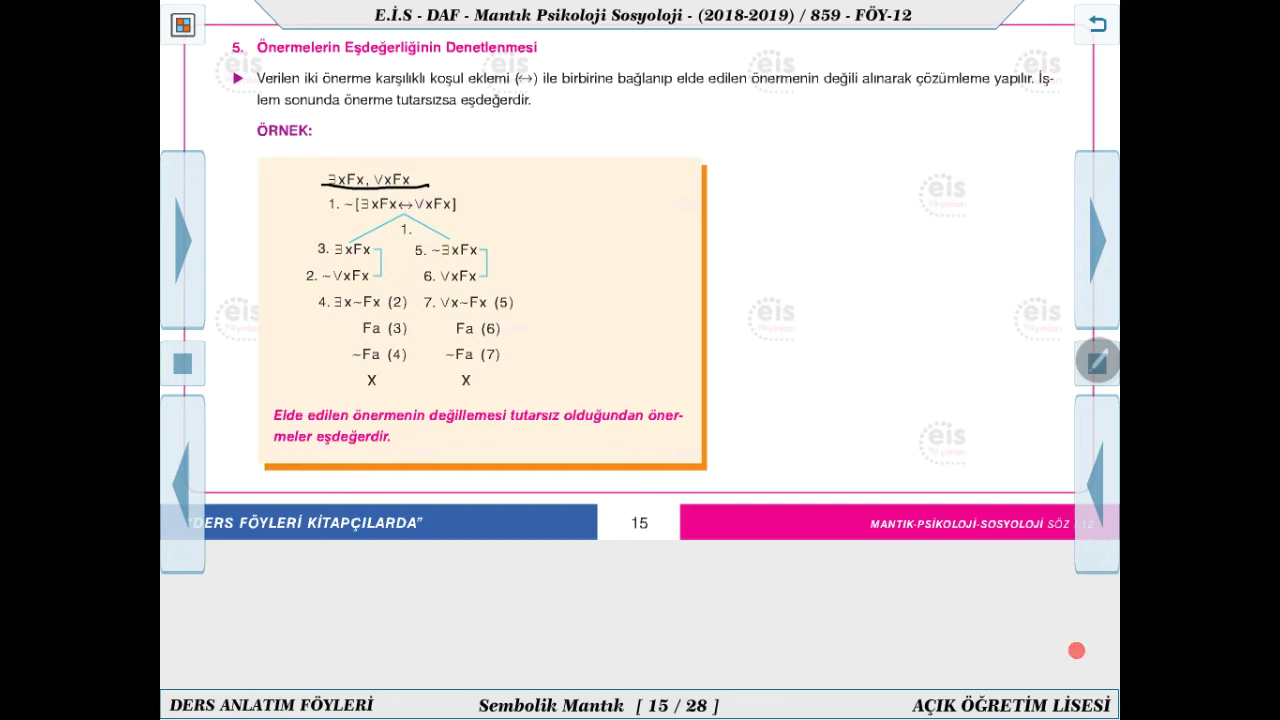 E.İ.S - DAF - Mantık Psikoloji Sosyoloji - (2018-2019) / 859 - FÖY-12
5. Önermelerin Eşdeğerliğinin Denetlenmesi
Verilen iki önerme karşılıklı koşul eklemi (↔) ile birbirine bağlanıp elde edilen önermenin değili alınarak çözümleme yapılır. İş-
lem sonunda önerme tutarsızsa eşdeğerdir.
ÖRNEK:
∃xFx, ∀xFx
1. ~[∃xFx↔∀xFx]
1.
3. ∃xFx 5. ~∃xFx
2. ~∀xFx 6. ∀xFx
4. ∃x~Fx (2) 7. ∀x~Fx (5)
Fa (3) Fa (6)
~Fa (4) ~Fa (7)
X X
Elde edilen önermenin değillemesi tutarsız olduğundan öner-
meler eşdeğerdir.
"DERS FÖYLERİ KİTAPÇILARDA" 15 MANTIK-PSİKOLOJİ-SOSYOLOJİ SÖZ 12
DERS ANLATIM FÖYLERİ Sembolik Mantık [ 15 / 28 ] AÇIK ÖĞRETİM LİSESİ
eis